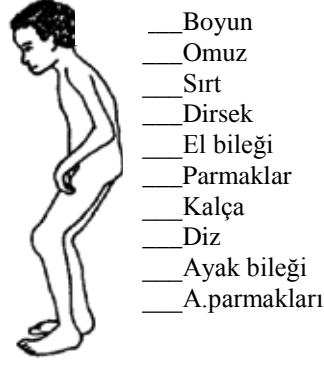 ___Boyun
___Omuz
___Sırt
___Dirsek
___El bileği
___Parmaklar
___Kalça
___Diz
___Ayak bileği
___A.parmakları